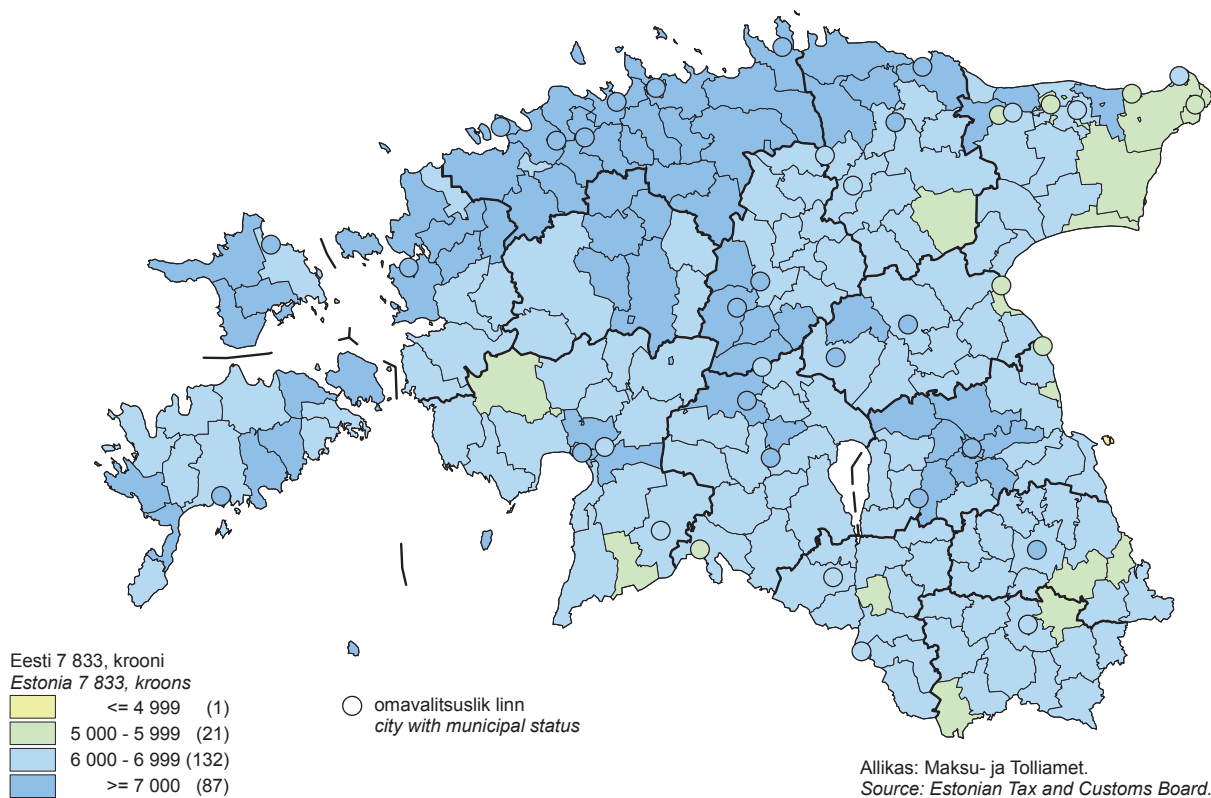 Eesti 7 833, krooni
Estonia 7 833, kroons
<= 4 999 (1)
5 000 - 5 999 (21)
6 000 - 6 999 (132)
>= 7 000 (87)
omavalitsuslik linn
city with municipal status
Allikas: Maksu- ja Tolliamet.
Source: Estonian Tax and Customs Board.